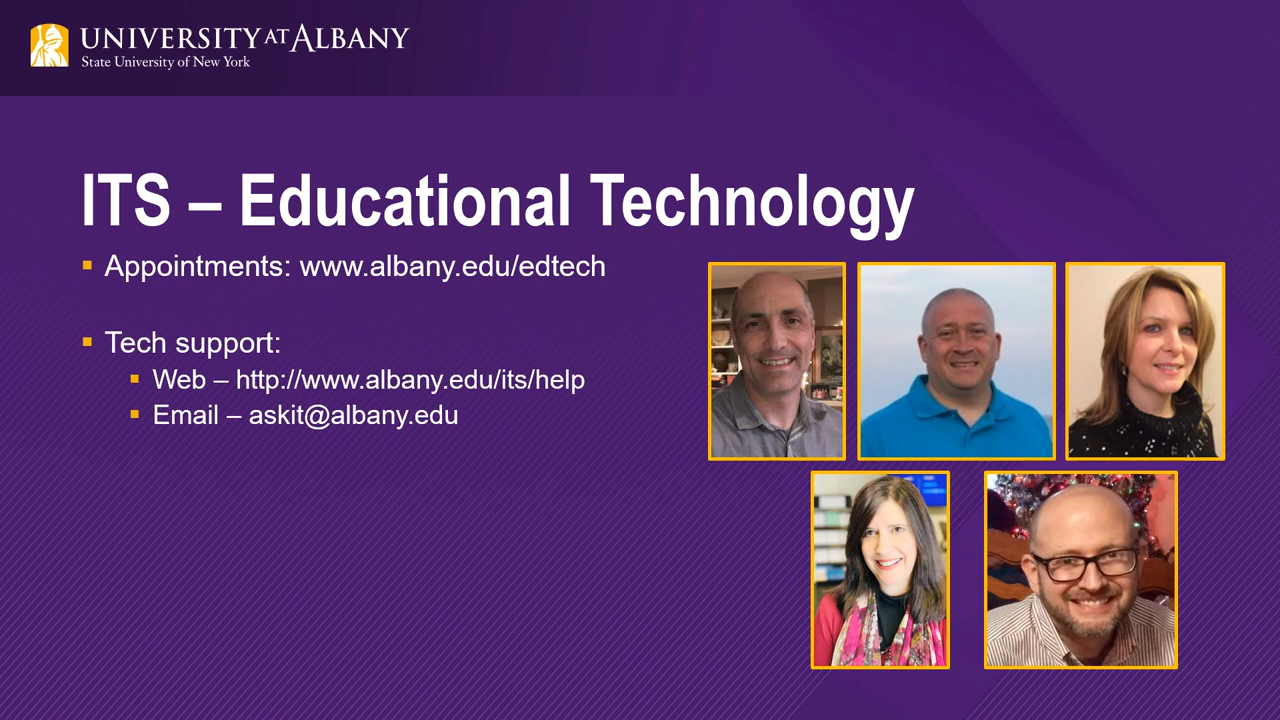 UNIVERSITY AT ALBANY
State University of New York
ITS – Educational Technology
Appointments: www.albany.edu/edtech
Tech support:
Web – http://www.albany.edu/its/help
Email – askit@albany.edu